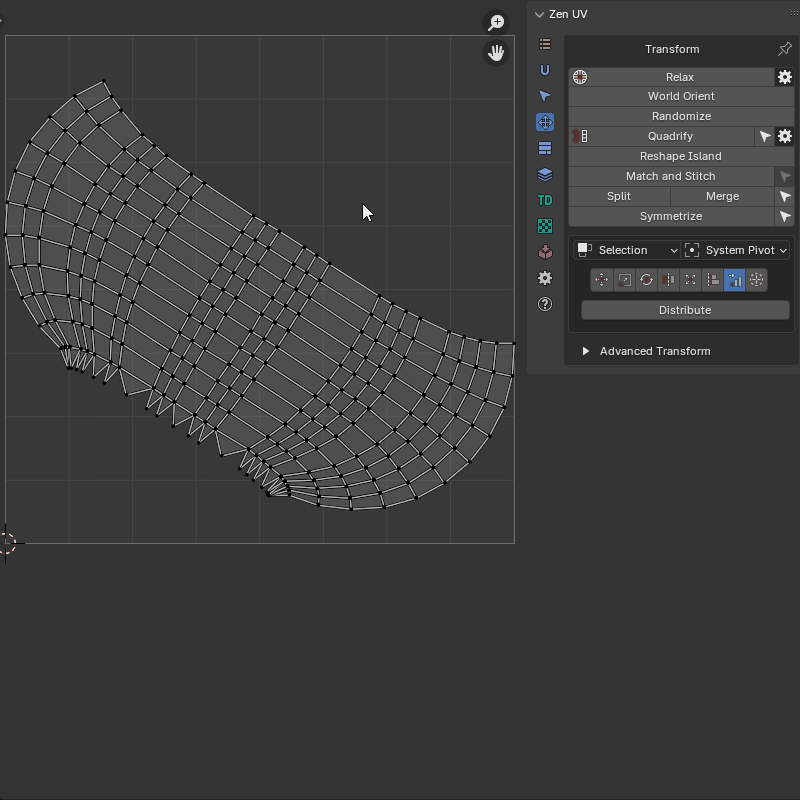 Zen UV
Transform
Relax
World Orient
Randomize
Quadrify
Reshape Island
Match and Stitch
Split Merge
Symmetrize
TD
Selection System Pivot
Distribute
Advanced Transform